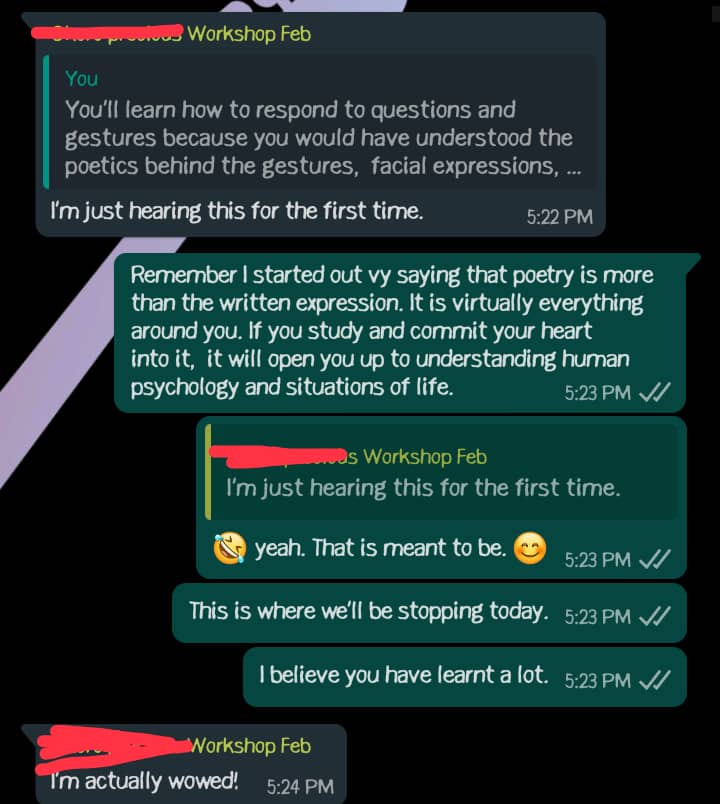 Workshop Feb
You
You'll learn how to respond to questions and
gestures because you would have understood the
poetics behind the gestures, facial expressions, ...
I'm just hearing this for the first time.
5:22 PM
Remember I started out vy saying that poetry is more
than the written expression. It is virtually everything
around you. If you study and commit your heart
into it, it will open you up to understanding human
psychology and situations of life.
5:23 PM
Workshop Feb
I'm just hearing this for the first time.
🤣 yeah. That is meant to be. 😊
5:23 PM
This is where we'll be stopping today.
5:23 PM
I believe you have learnt a lot.
5:23 PM
Workshop Feb
I'm actually wowed!
5:24 PM